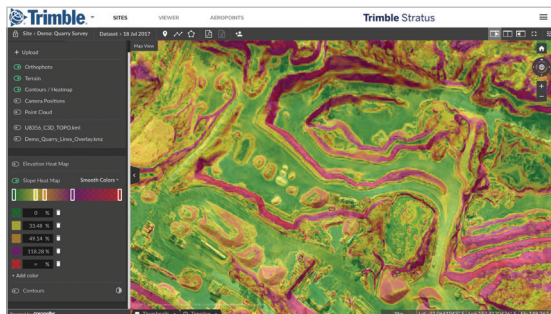 Trimble.
SITES
VIEWER
AEROPOINTS
Trimble Stratus
Site › Demo: Quarry Survey
Dataset › 18 Jul 2017
Map View
+ Upload
Orthophoto
Terrain
Contours / Heatmap
Camera Positions
Point Cloud
U8056_C3D_TOPO.kml
Demo_Quarry_Lines_Overlay.kmz
Elevation Heat Map
Slope Heat Map
Smooth Colors
0 %
33.48 %
49.14 %
118.28 %
∞ %
+ Add color
Contours